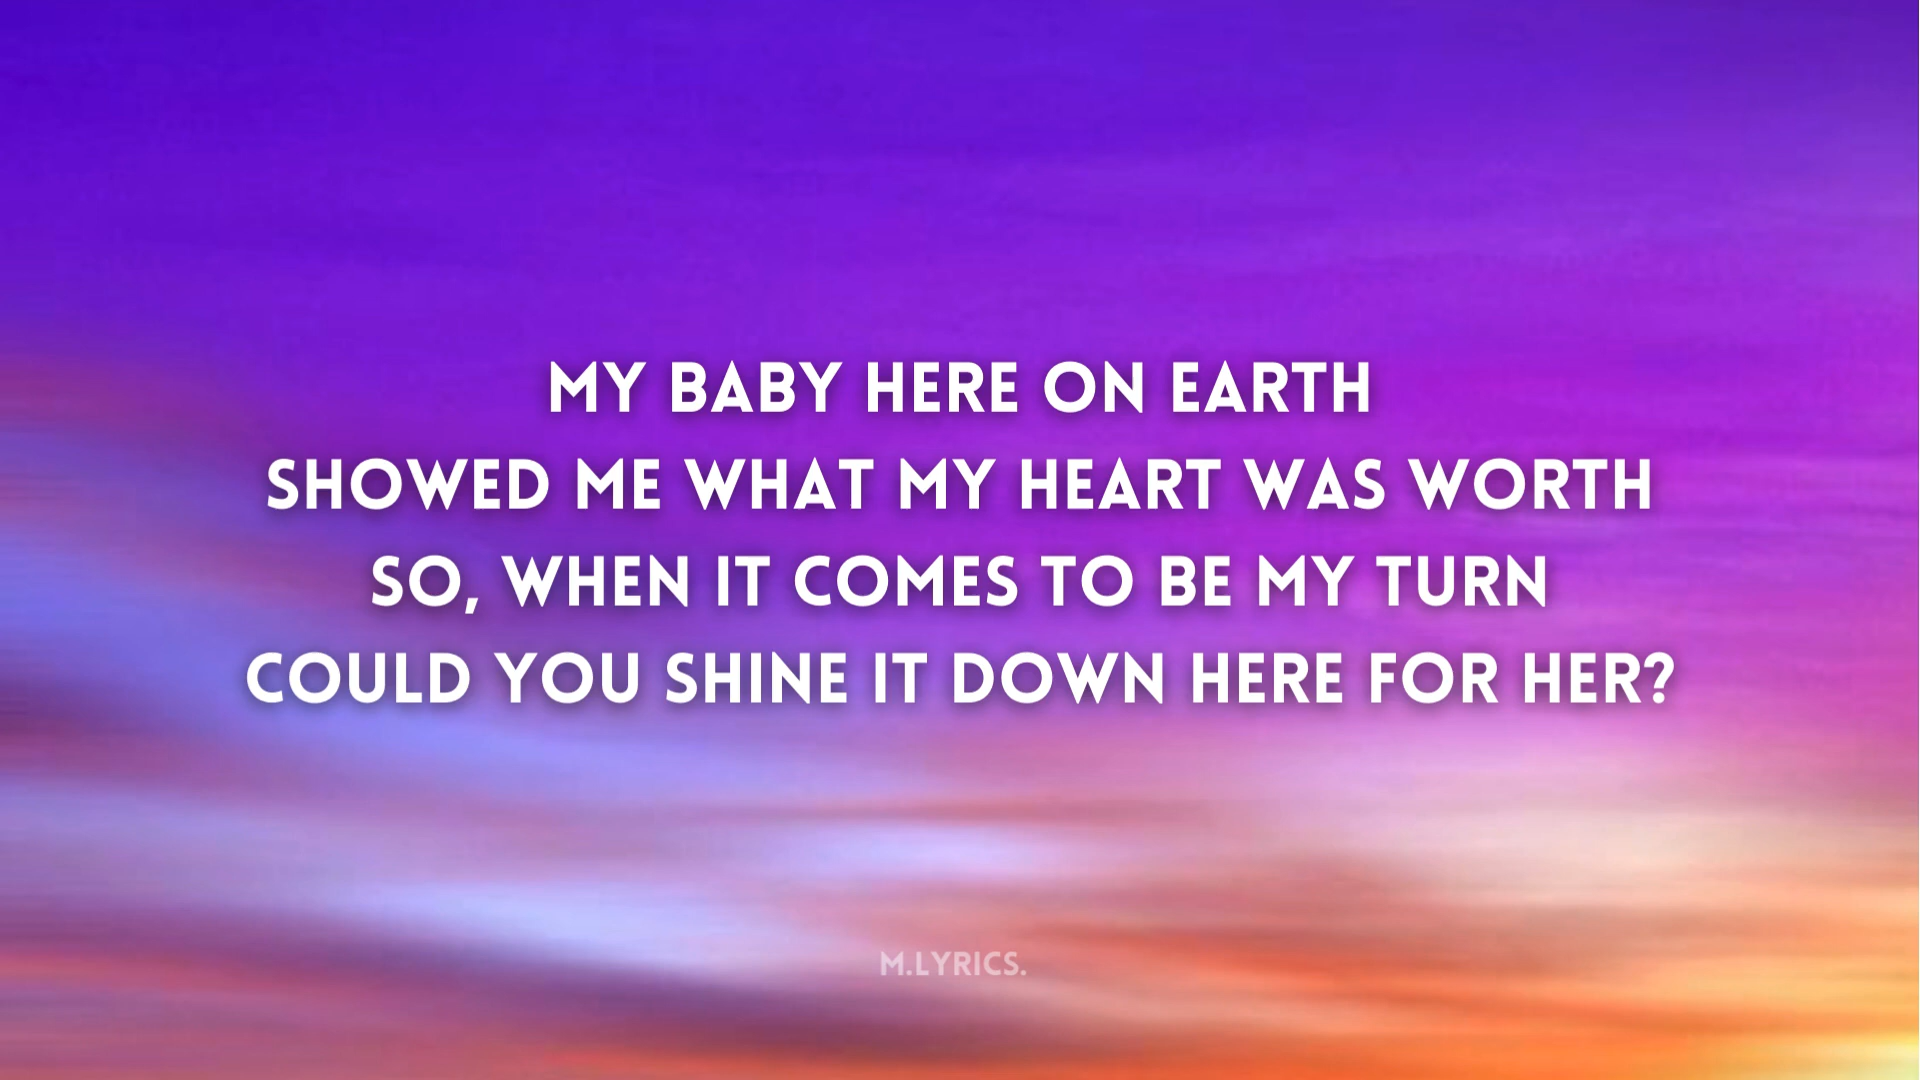 MY BABY HERE ON EARTH
SHOWED ME WHAT MY HEART WAS WORTH
SO, WHEN IT COMES TO BE MY TURN
COULD YOU SHINE IT DOWN HERE FOR HER?
M.LYRICS.